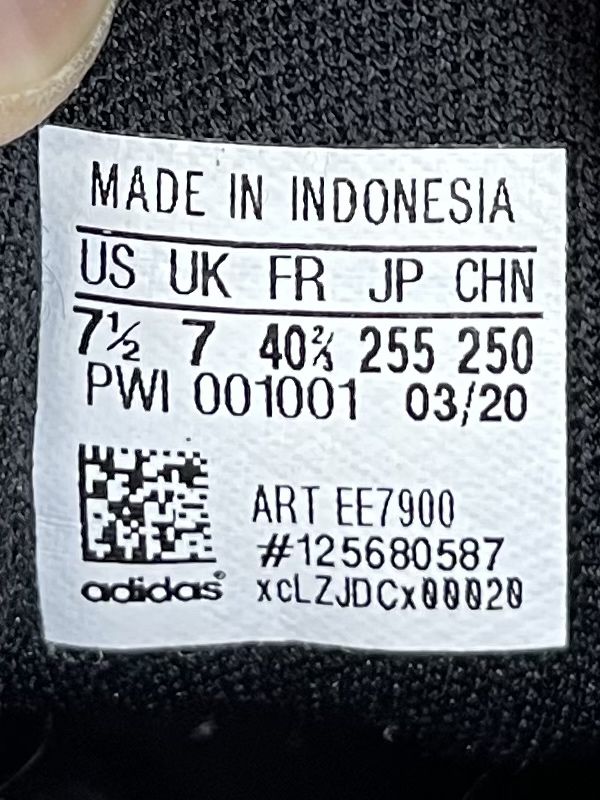 MADE IN INDONESIA
US UK FR JP CHN
7½ 7 40⅔ 255 250
PWI 001001 03/20
ART EE7900
#125680587
adidas® xcLZJDCx00020